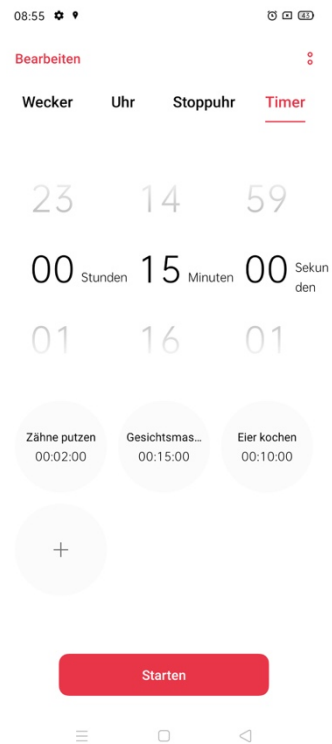 08:55 45
Bearbeiten
Wecker Uhr Stoppuhr Timer
23 14 59
00 Stunden 15 Minuten 00 Sekun
den
01 16 01
Zähne putzen Gesichtsmas... Eier kochen
00:02:00 00:15:00 00:10:00
+
Starten